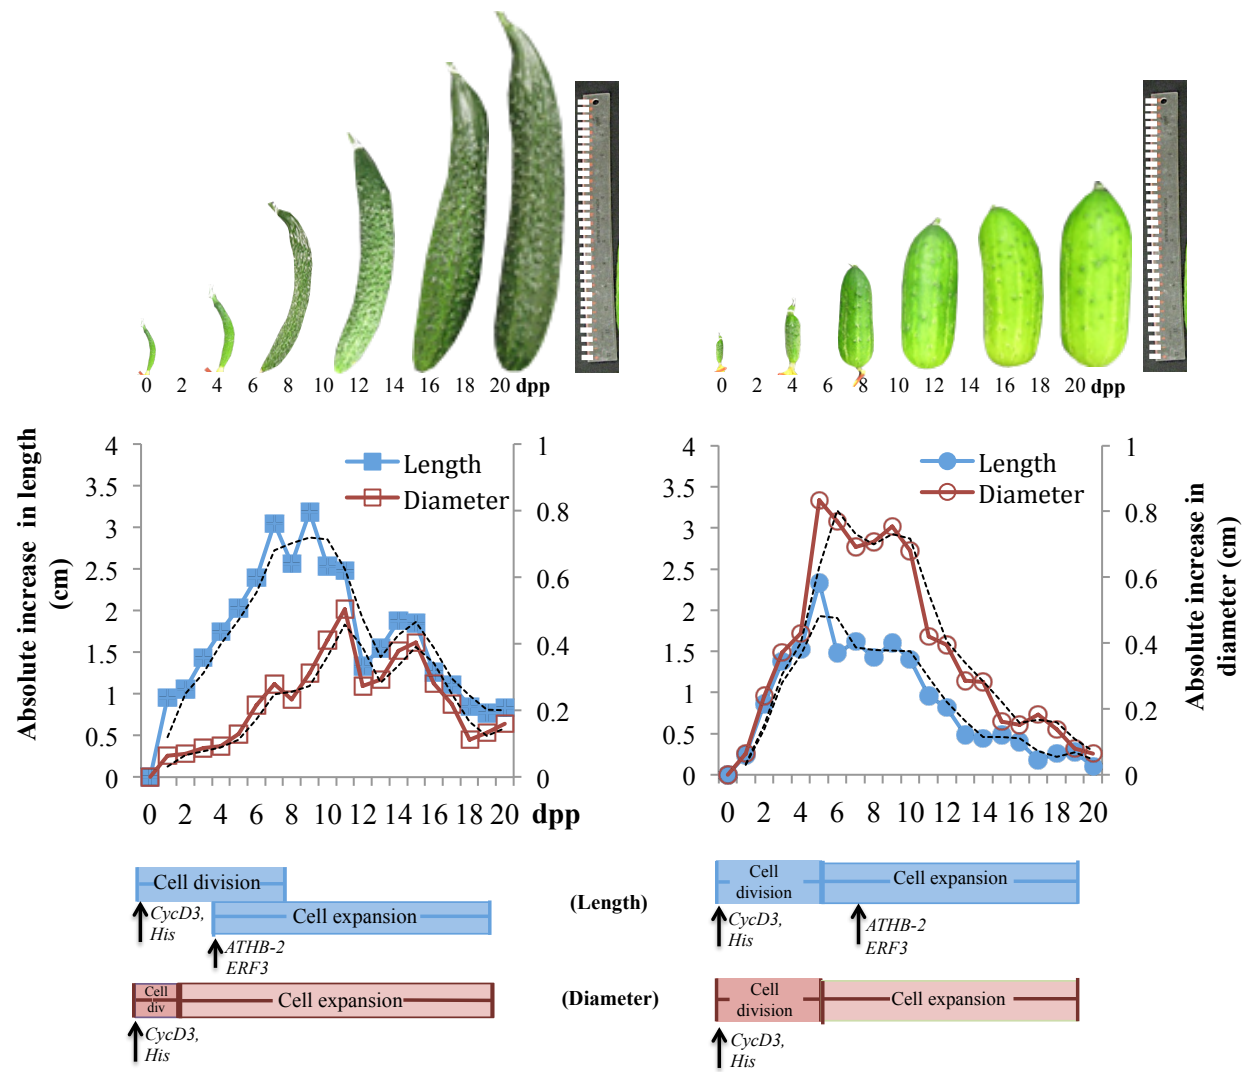 0 2 4 6 8 10 12 14 16 18 20 dpp
0 2 4 6 8 10 12 14 16 18 20 dpp
Absolute increase in length
(cm)
4
3.5
3
2.5
2
1.5
1
0.5
0
Length
Diameter
1
0.8
0.6
0.4
0.2
0
0 2 4 6 8 10 12 14 16 18 20 dpp
4
3.5
3
2.5
2
1.5
1
0.5
0
Length
Diameter
1
0.8
0.6
0.4
0.2
0
Absolute increase in
diameter (cm)
0 2 4 6 8 10 12 14 16 18 20
Cell division
Cell expansion
CycD3,
His
ATHB-2
ERF3
(Length)
Cell
division
Cell expansion
CycD3,
His
ATHB-2
ERF3
Cell
div
Cell expansion
CycD3,
His
(Diameter)
Cell
division
Cell expansion
CycD3,
His